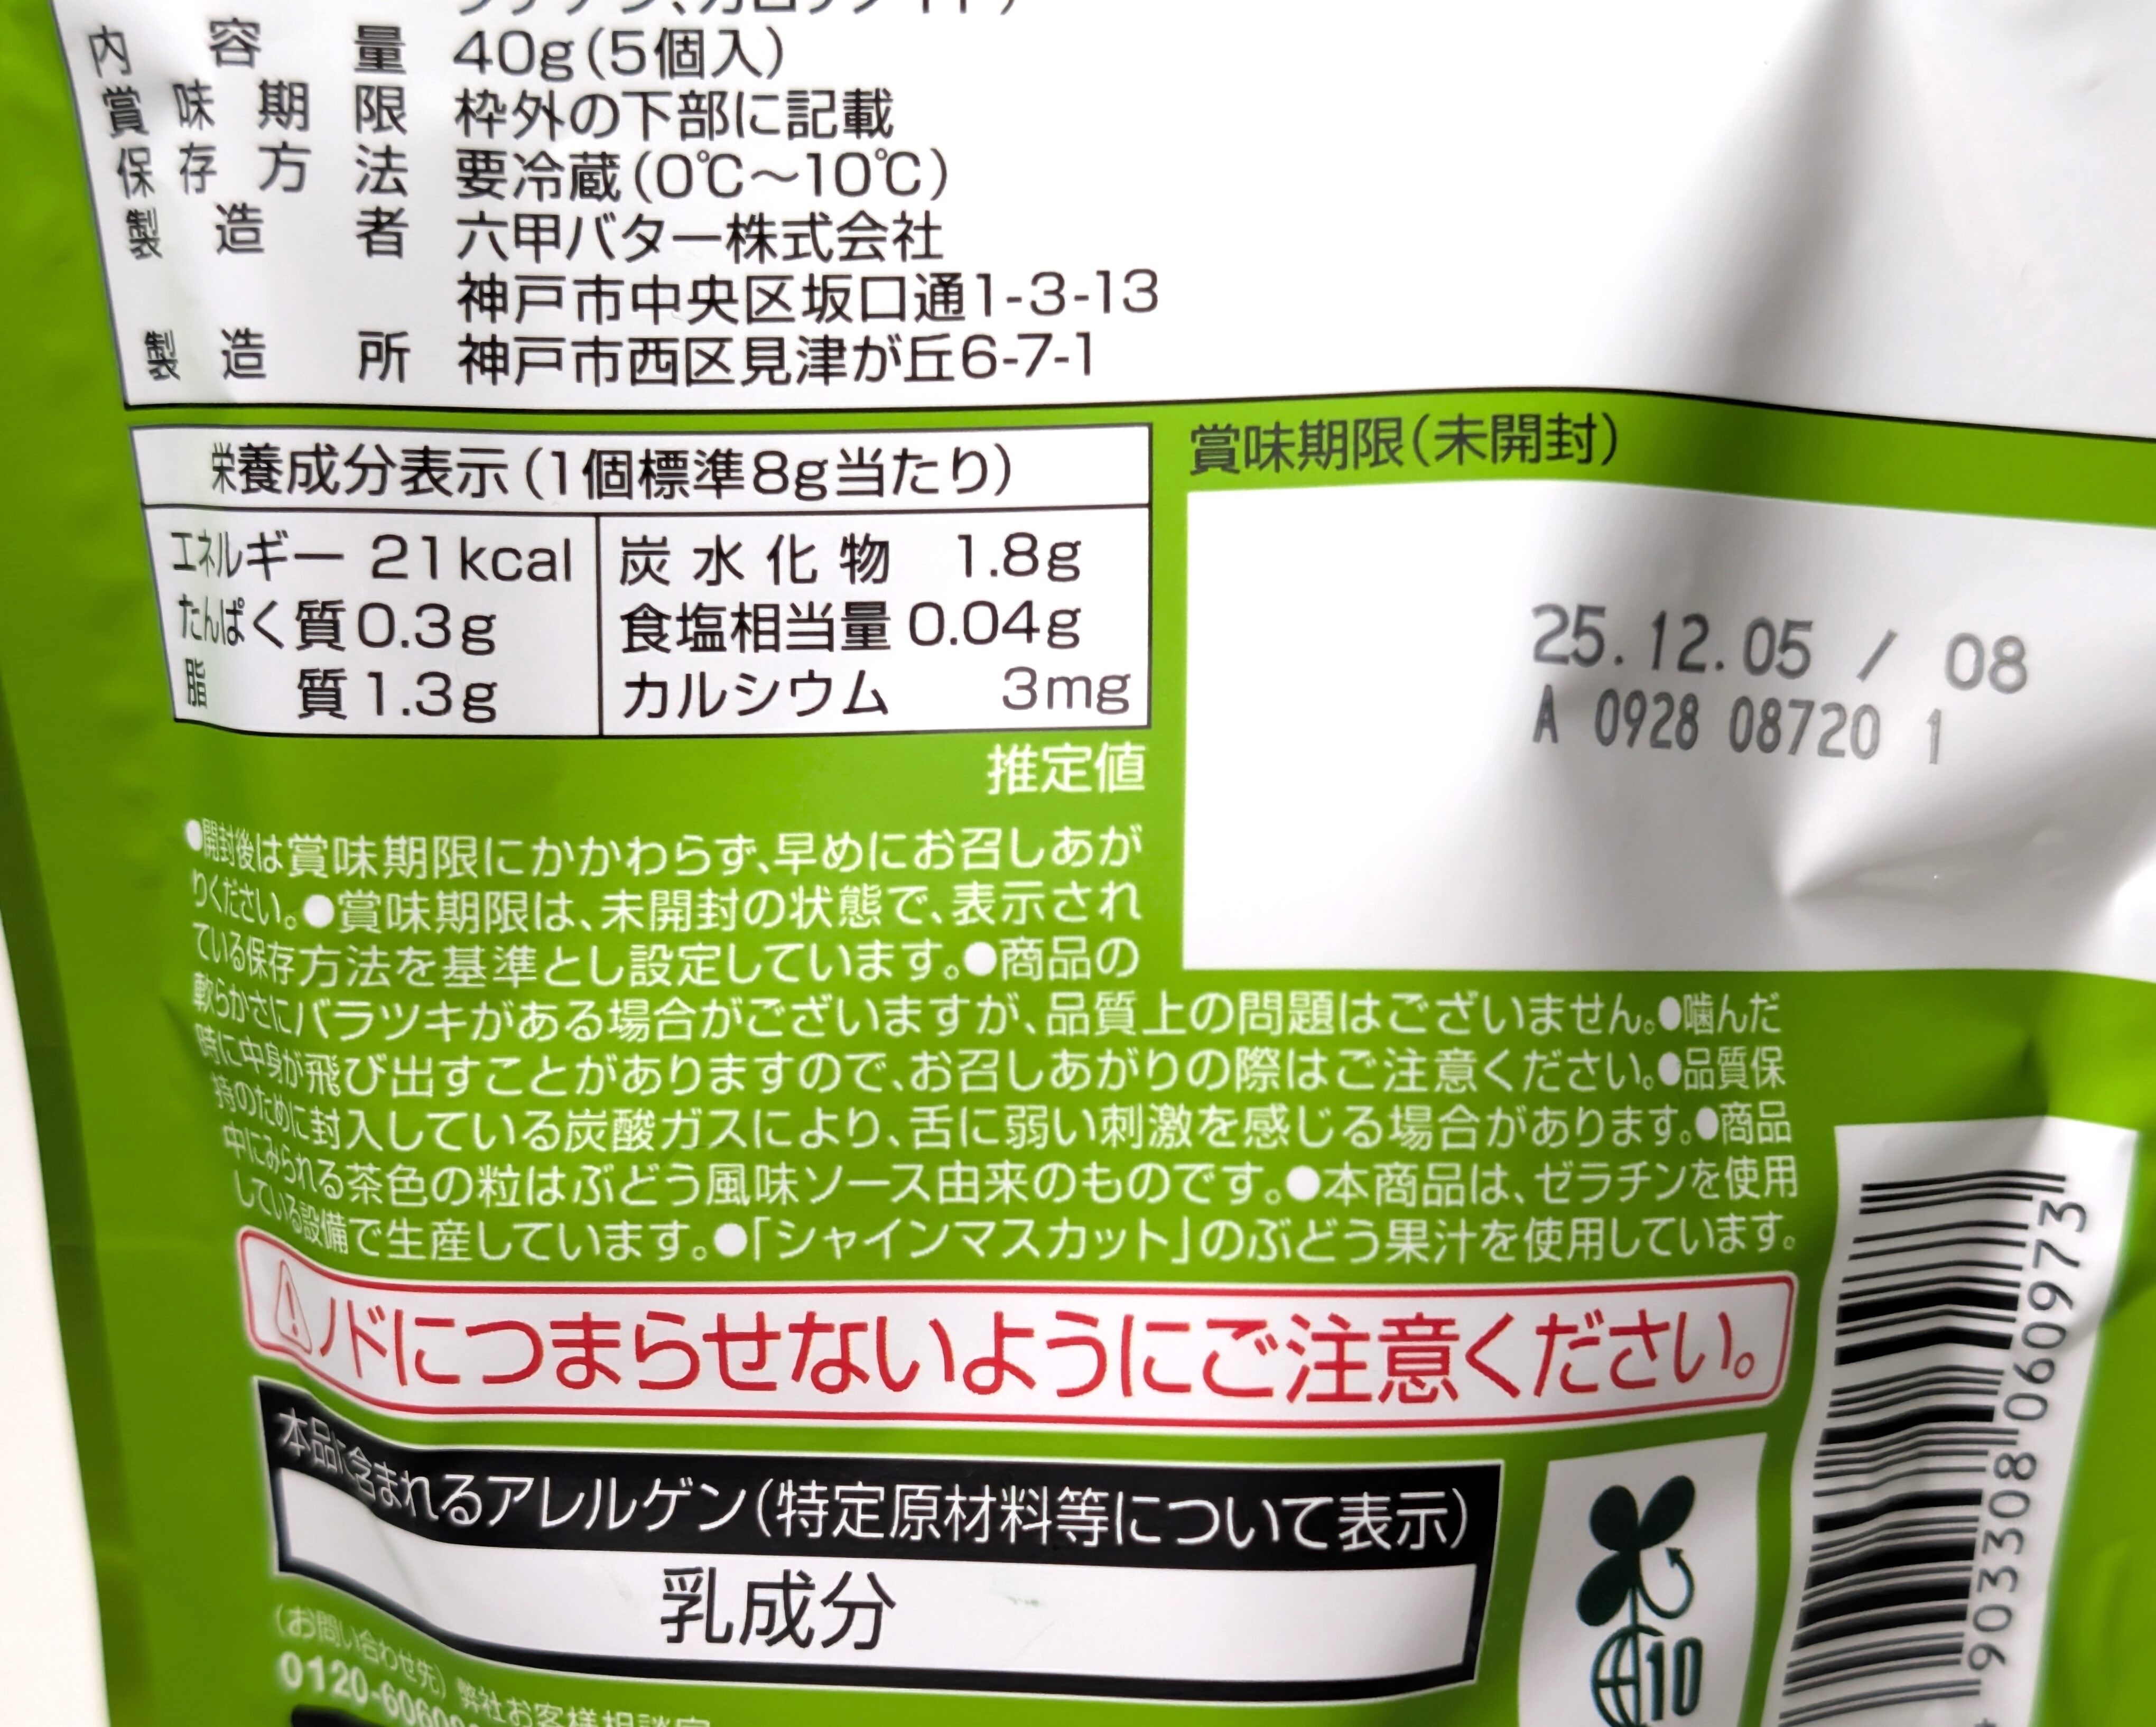 内容量 40g(5個入)
賞味期限 枠外の下部に記載
保存方法 要冷蔵(0℃～10℃)
製造者 六甲バター株式会社
神戸市中央区坂口通1-3-13
製造所 神戸市西区見津が丘6-7-1
栄養成分表示(1個標準8g当たり)
エネルギー 21kcal 炭水化物 1.8g
たんぱく質 0.3g 食塩相当量 0.04g
脂質 1.3g カルシウム 3mg
推定値
賞味期限(未開封)
25.12.05 / 08
A 0928 08720 1
●開封後は賞味期限にかかわらず、早めにお召しあが
りください。●賞味期限は、未開封の状態で、表示され
ている保存方法を基準とし設定しています。●商品の
軟らかさにバラツキがある場合がございますが、品質上の問題はございません。●噛んだ
時に中身が飛び出すことがありますので、お召しあがりの際はご注意ください。●品質保
持のために封入している炭酸ガスにより、舌に弱い刺激を感じる場合があります。●商品
中にみられる茶色の粒はぶどう風味ソース由来のものです。●本商品は、ゼラチンを使用
している設備で生産しています。●「シャインマスカット」のぶどう果汁を使用しています。
⚠ノドにつまらせないようにご注意ください。
本品に含まれるアレルゲン(特定原材料等について表示)
乳成分
10
903308 060973
(お問い合わせ先) 弊社お客様相談室
0120-6060